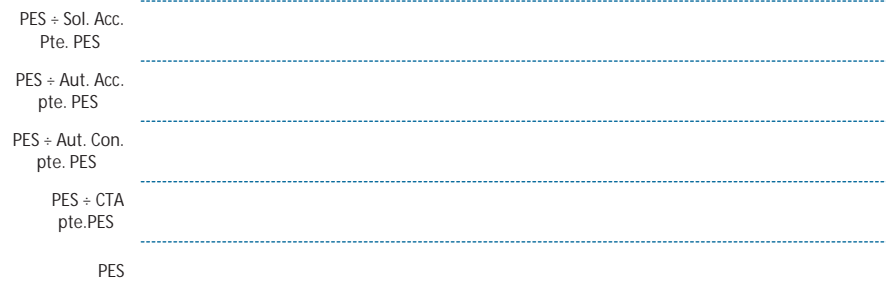 PES ÷ Sol. Acc.
Pte. PES
PES ÷ Aut. Acc.
pte. PES
PES ÷ Aut. Con.
pte. PES
PES ÷ CTA
pte.PES
PES